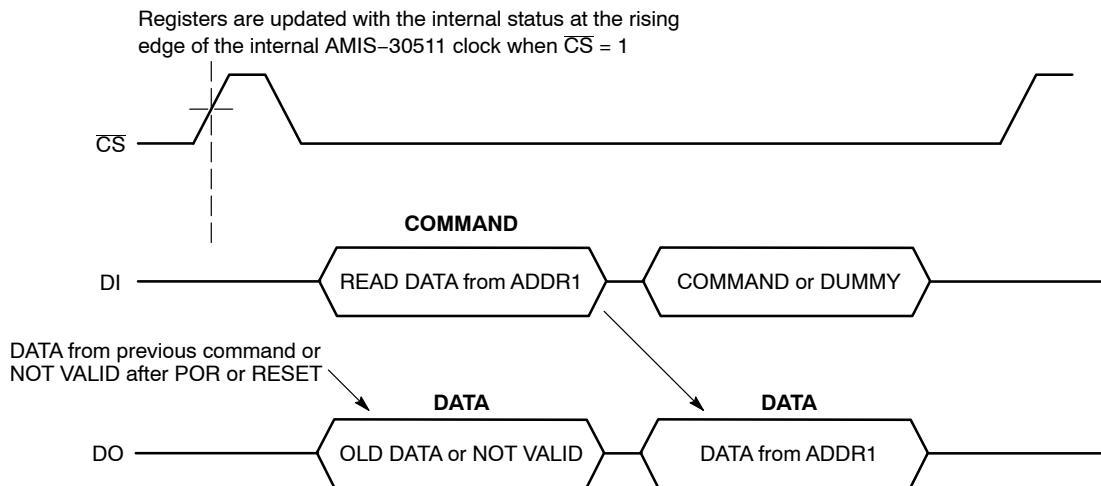 Registers are updated with the internal status at the rising
edge of the internal AMIS−30511 clock when C̅S̅ = 1
C̅S̅
COMMAND
DI
READ DATA from ADDR1
COMMAND or DUMMY
DATA from previous command or
NOT VALID after POR or RESET
DATA
DATA
DO
OLD DATA or NOT VALID
DATA from ADDR1